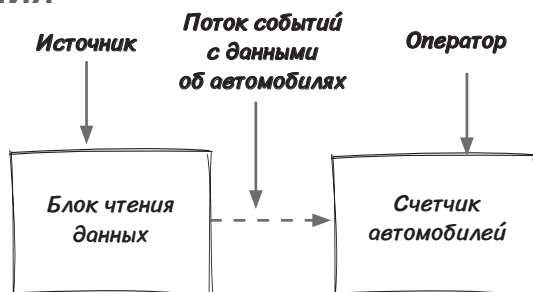 Источник
Поток событий
с данными
об автомобилях
Оператор
Блок чтения
данных
Счетчик
автомобилей